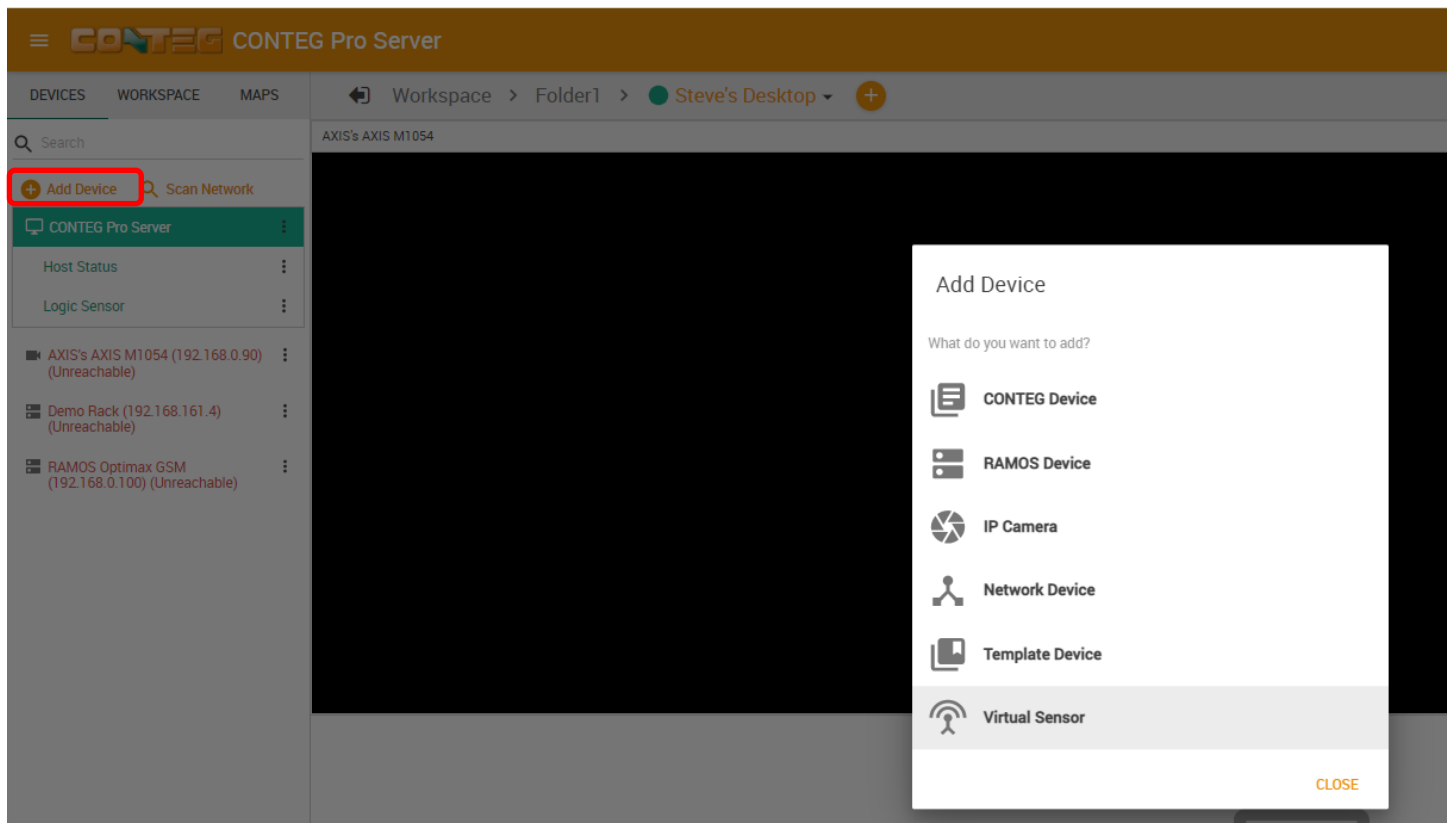 CONTEG CONTEG Pro Server
DEVICES WORKSPACE MAPS
Workspace > Folder1 > Steve's Desktop
Search
AXIS's AXIS M1054
Add Device Scan Network
CONTEG Pro Server
Host Status
Logic Sensor
AXIS's AXIS M1054 (192.168.0.90)
(Unreachable)
Demo Rack (192.168.161.4)
(Unreachable)
RAMOS Optimax GSM
(192.168.0.100) (Unreachable)
Add Device
What do you want to add?
CONTEG Device
RAMOS Device
IP Camera
Network Device
Template Device
Virtual Sensor
CLOSE